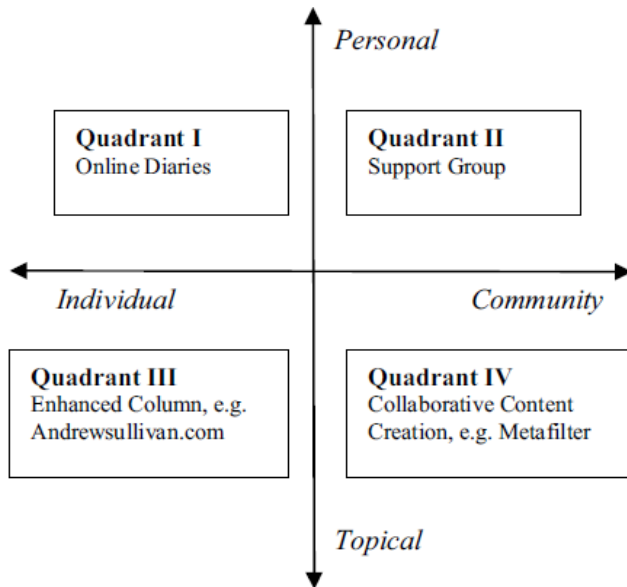 Personal
Quadrant I
Online Diaries
Quadrant II
Support Group
Individual
Community
Quadrant III
Enhanced Column, e.g.
Andrewsullivan.com
Quadrant IV
Collaborative Content
Creation, e.g. Metafilter
Topical